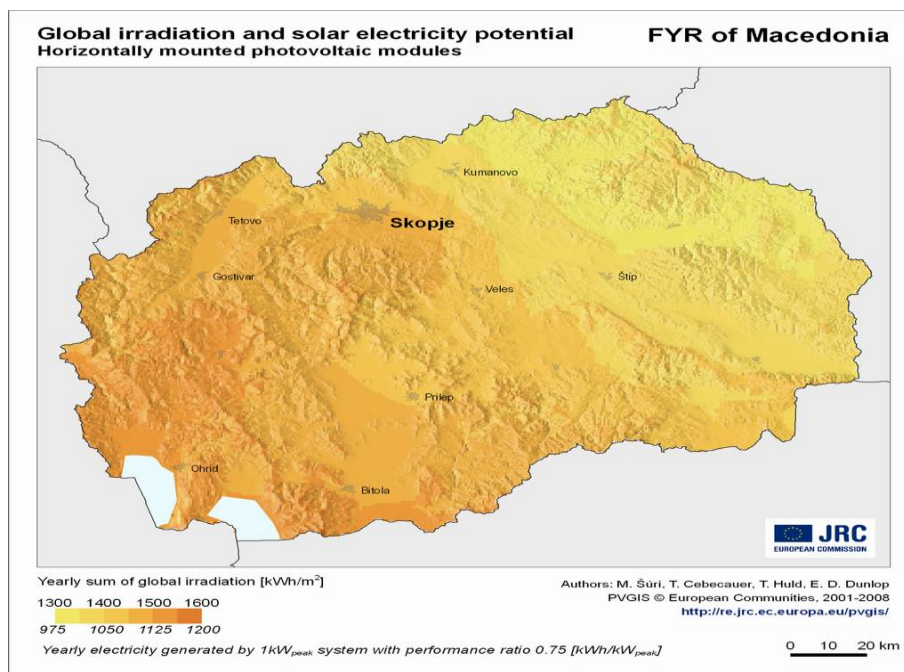 Global irradiation and solar electricity potential
Horizontally mounted photovoltaic modules
FYR of Macedonia
Kumanovo
Tetovo
Skopje
Gostivar
Veles
Štip
Prilep
Ohrid
Bitola
JRC
EUROPEAN COMMISSION
Yearly sum of global irradiation [kWh/m²]
1300 1400 1500 1600
975 1050 1125 1200
Yearly electricity generated by 1kWpeak system with performance ratio 0.75 [kWh/kWpeak]
Authors: M. Šúri, T. Cebecauer, T. Huld, E. D. Dunlop
PVGIS © European Communities, 2001-2008
http://re.jrc.ec.europa.eu/pvgis/
0 10 20 km